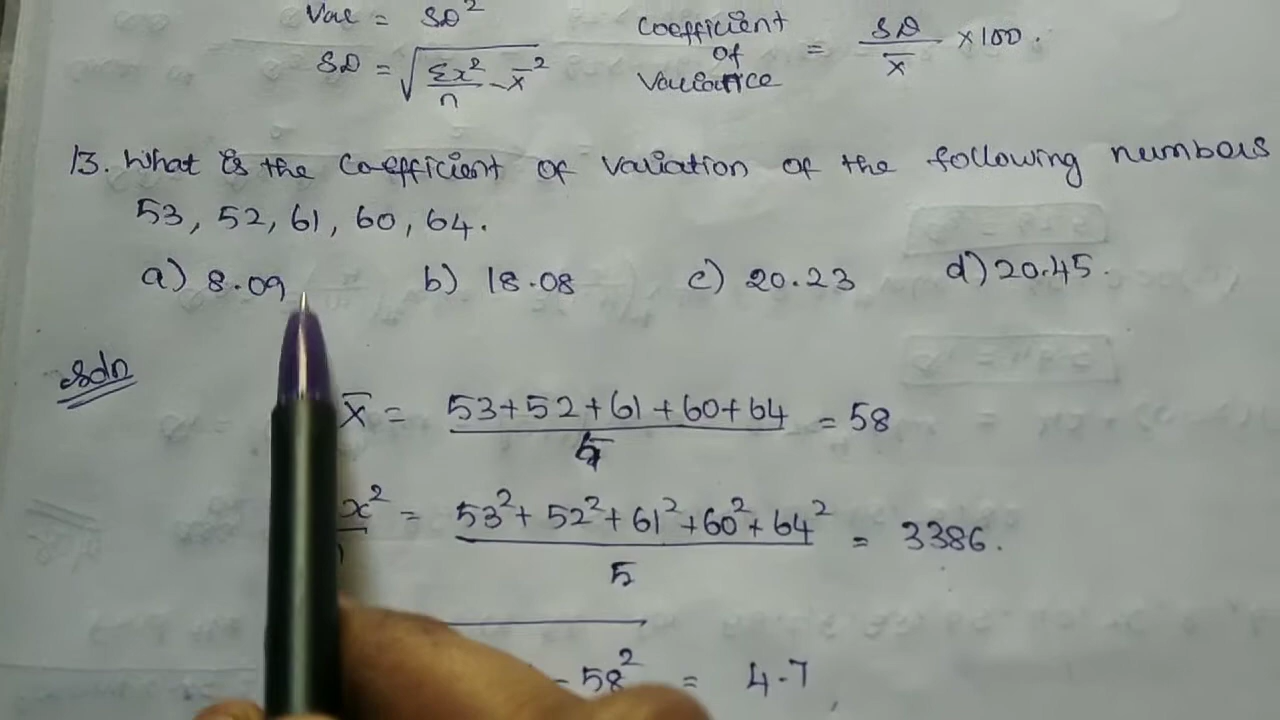 Var = SD²
SD = √Σx²/n - x̄²
Coefficient of Variance = SD/x̄ ×100.
13. What is the Co-efficient of Variation of the following numbers
53, 52, 61, 60, 64.
a) 8.09 b) 18.08 c) 20.23 d) 20.45.
Soln
x̄ = 53+52+61+60+64/5 = 58
x² = 53²+52²+61²+60²+64²/5 = 3386.
- 58² = 4.7,